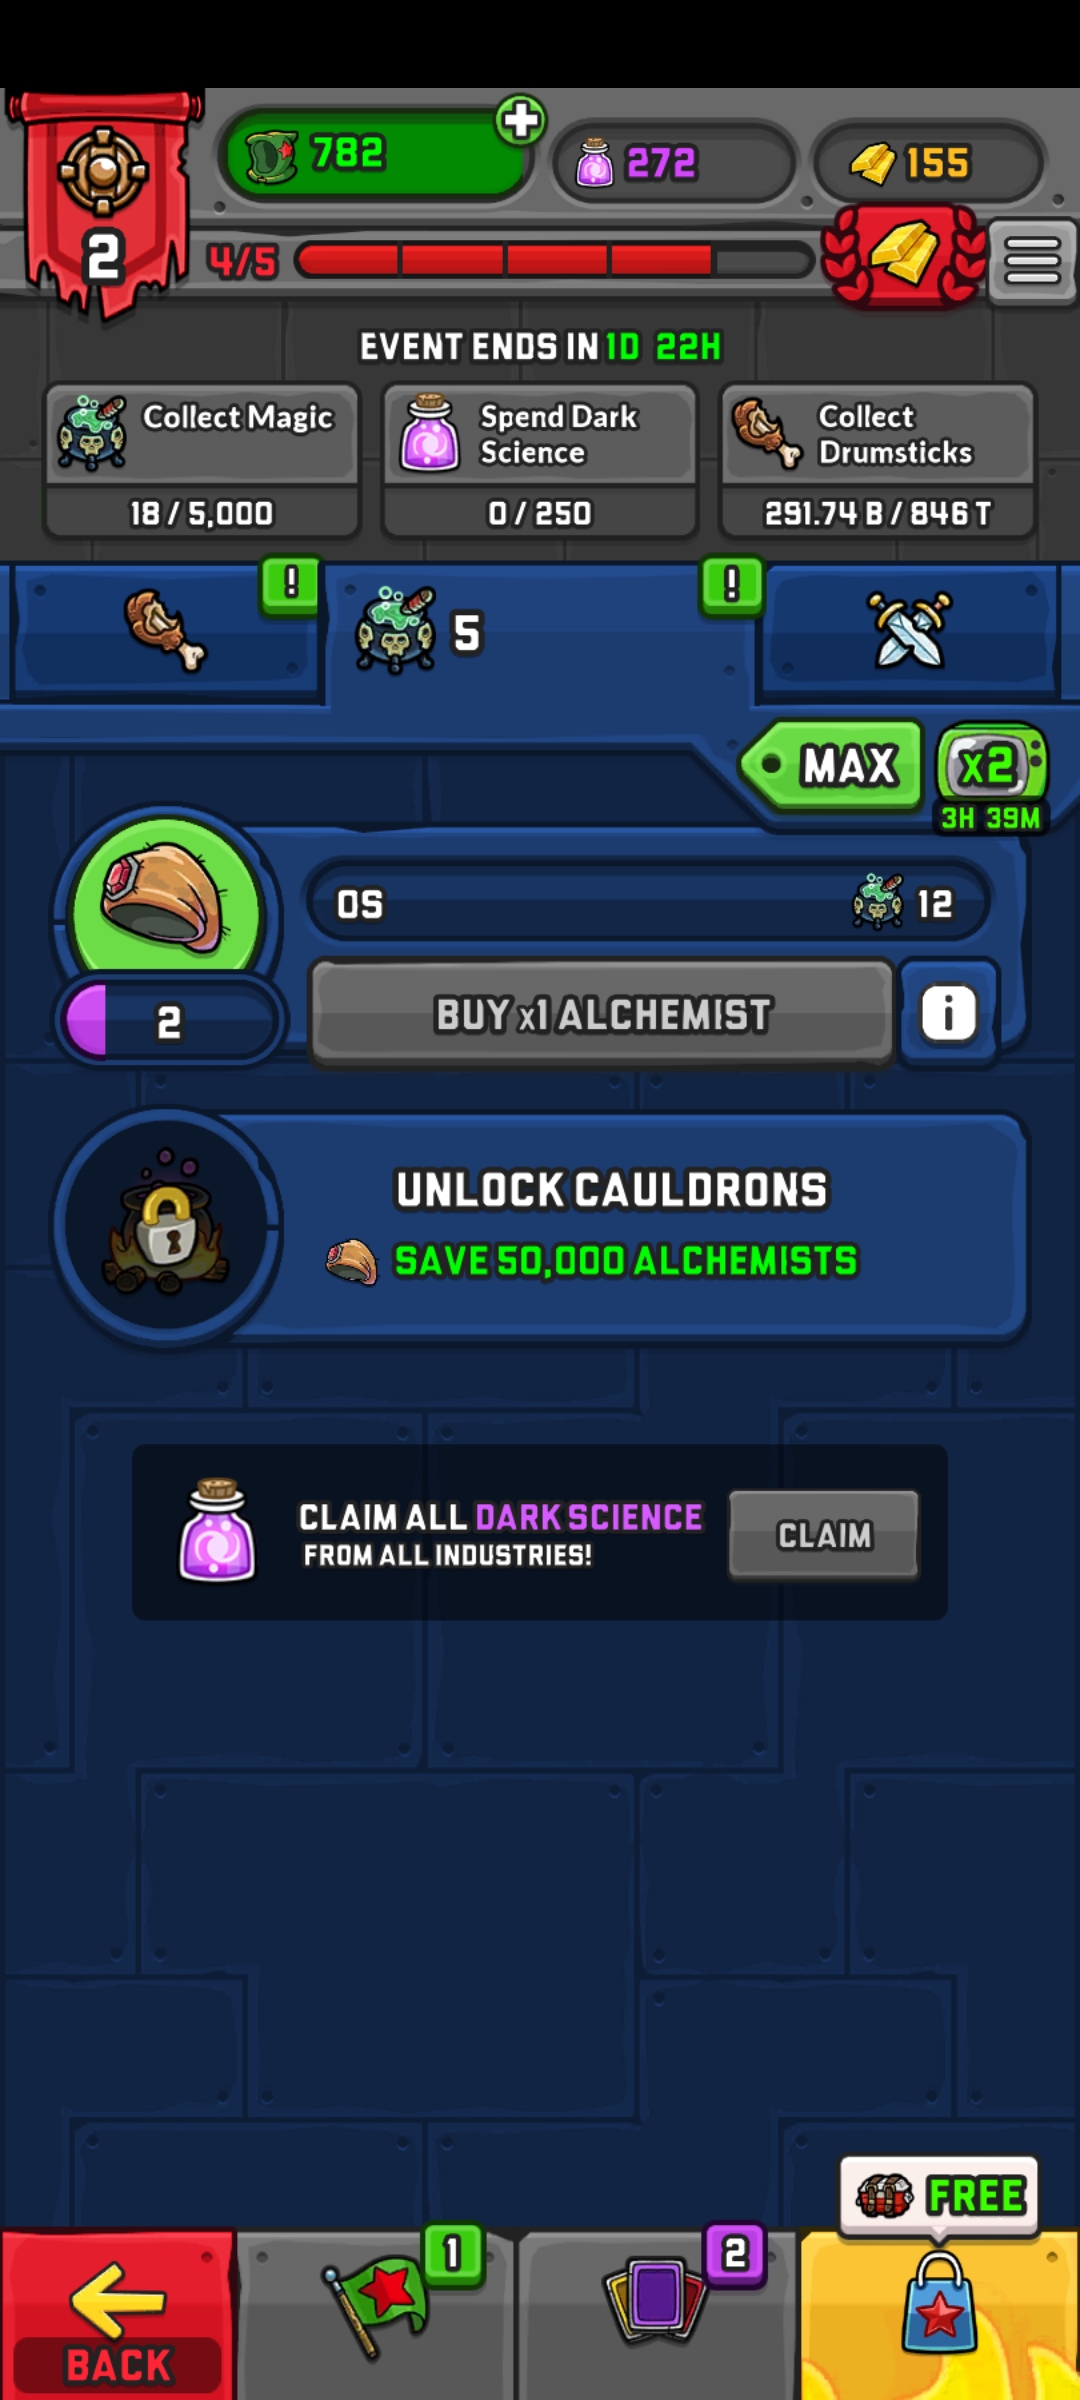 782
272
155
2
4/5
EVENT ENDS IN 1D 22H
Collect Magic
18 / 5,000
Spend Dark
Science
0 / 250
Collect
Drumsticks
291.74 B / 846 T
!
5
!
MAX
x2
3H 39M
0S
12
2
BUY x1 ALCHEMIST
i
UNLOCK CAULDRONS
SAVE 50,000 ALCHEMISTS
CLAIM ALL DARK SCIENCE
FROM ALL INDUSTRIES!
CLAIM
FREE
1
2
BACK